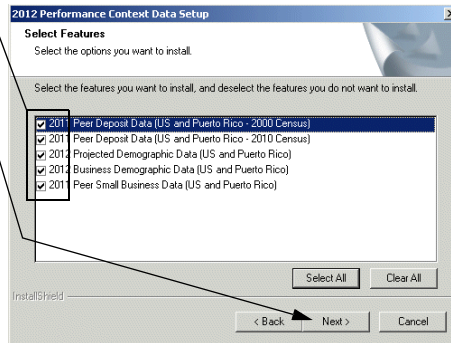 2012 Performance Context Data Setup
Select Features
Select the options you want to install.
Select the features you want to install, and deselect the features you do not want to install.
2011 Peer Deposit Data (US and Puerto Rico - 2000 Census)
2011 Peer Deposit Data (US and Puerto Rico - 2010 Census)
2012 Projected Demographic Data (US and Puerto Rico)
2012 Business Demographic Data (US and Puerto Rico)
2011 Peer Small Business Data (US and Puerto Rico)
Select All Clear All
InstallShield
< Back Next > Cancel